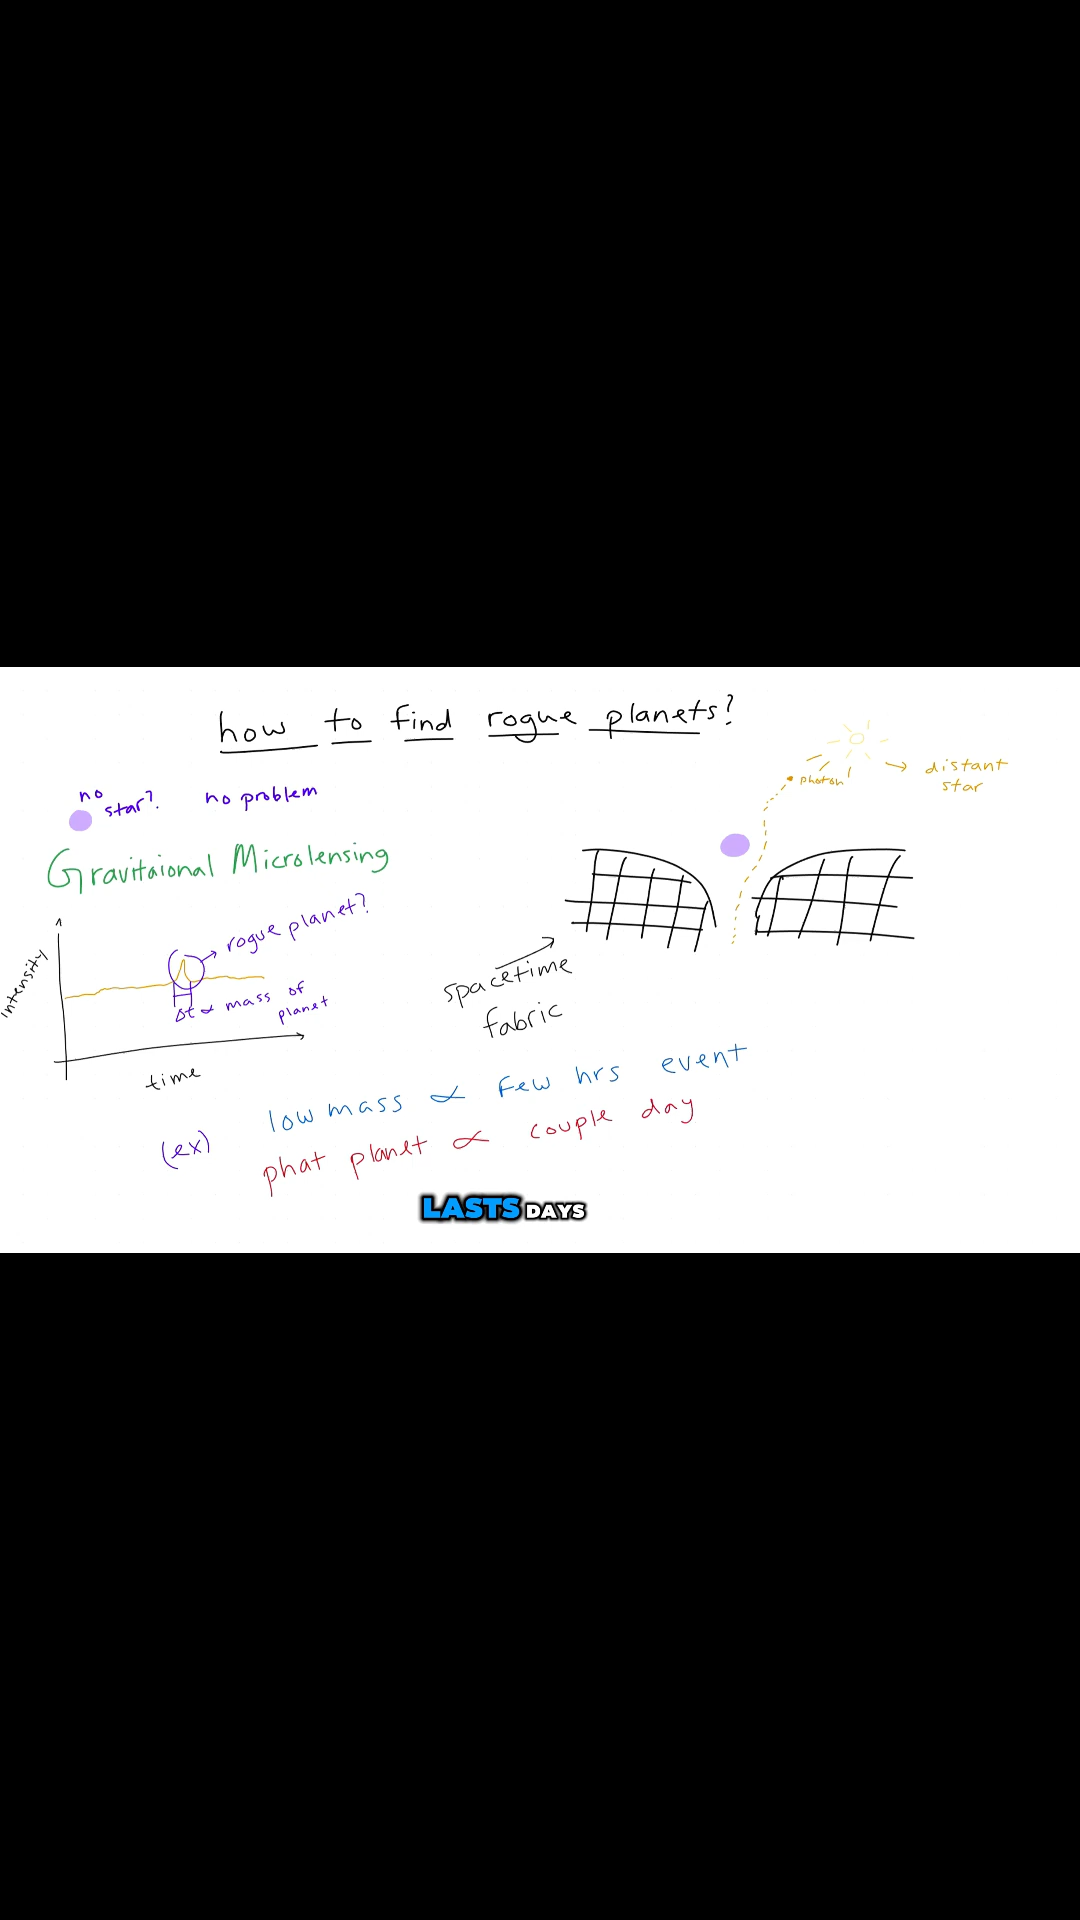 how to find rogue planets?
no
star? no problem
photon
distant
star
Gravitaional Microlensing
rogue planet?
intensity
Δt ∝ mass of
planet
time
spacetime
fabric
(ex)
low mass ∝ few hrs event
phat planet ∝ couple day
LASTS DAYS